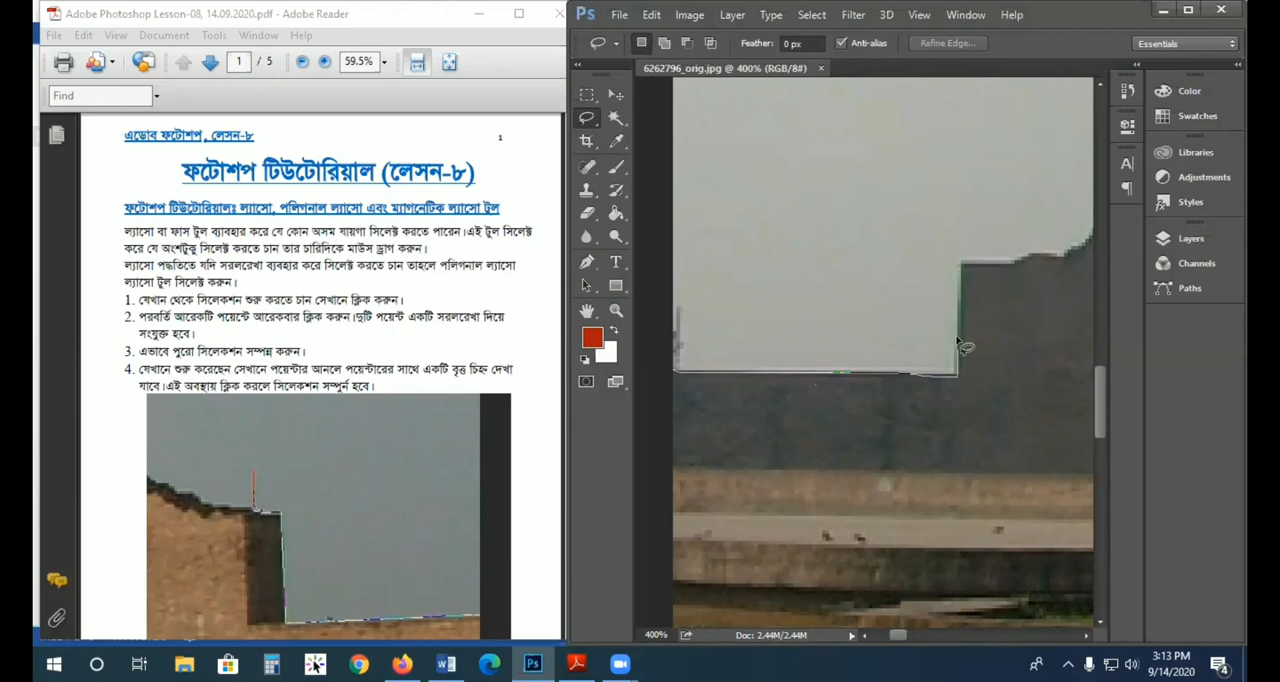 Adobe Photoshop Lesson-08, 14.09.2020.pdf - Adobe Reader
File Edit View Document Tools Window Help
1 / 5 59.5%
Find
এডোব ফটোশপ, লেসন-৮
1
ফটোশপ টিউটোরিয়াল (লেসন-৮)
ফটোশপ টিউটোরিয়ালঃ ল্যাসো, পলিগনাল ল্যাসো এবং ম্যাগনেটিক ল্যাসো টুল
ল্যাসো বা ফাস টুল ব্যাবহার করে যে কোন অসম যায়গা সিলেক্ট করতে পারেন।এই টুল সিলেক্ট
করে যে অংশটুকু সিলেক্ট করতে চান তার চারিদিকে মাউস ড্রাগ করুন।
ল্যাসো পদ্ধতিতে যদি সরলরেখা ব্যবহার করে সিলেক্ট করতে চান তাহলে পলিগনাল ল্যাসো
ল্যাসো টুল সিলেক্ট করুন।
1. যেখান থেকে সিলেকশন শুরু করতে চান সেখানে ক্লিক করুন।
2. পরবর্তি আরেকটি পয়েন্টে আরেকবার ক্লিক করুন।দুটি পয়েন্ট একটি সরলরেখা দিয়ে
সংযুক্ত হবে।
3. এভাবে পুরো সিলেকশন সম্পন্ন করুন।
4. যেখানে শুরু করেছেন সেখানে পয়েন্টার আনলে পয়েন্টারের সাথে একটি বৃত্ত চিহ্ন দেখা
যাবে।এই অবস্থায় ক্লিক করলে সিলেকশন সম্পুর্ন হবে।
Ps File Edit Image Layer Type Select Filter 3D View Window Help
Feather: 0 px Anti-alias Refine Edge... Essentials
6262796_orig.jpg @ 400% (RGB/8#) ×
Color
Swatches
Libraries
Adjustments
Styles
Layers
Channels
Paths
400% Doc: 2.44M/2.44M
3:13 PM
9/14/2020
4